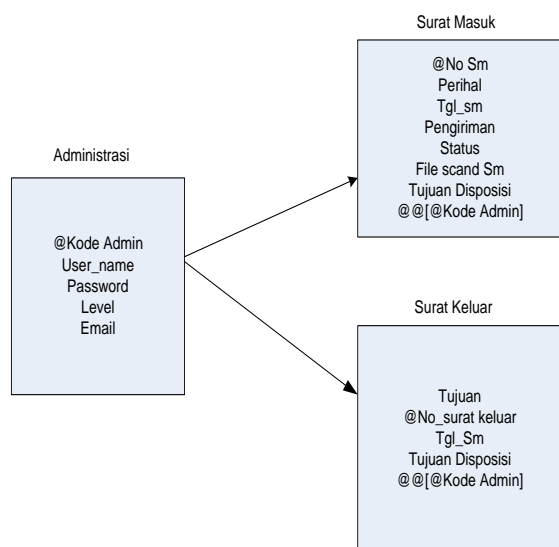 Surat Masuk
@No Sm
Perihal
Tgl_sm
Pengiriman
Status
File scand Sm
Tujuan Disposisi
@@[@Kode Admin]
Administrasi
@Kode Admin
User_name
Password
Level
Email
Surat Keluar
Tujuan
@No_surat keluar
Tgl_Sm
Tujuan Disposisi
@@[@Kode Admin]